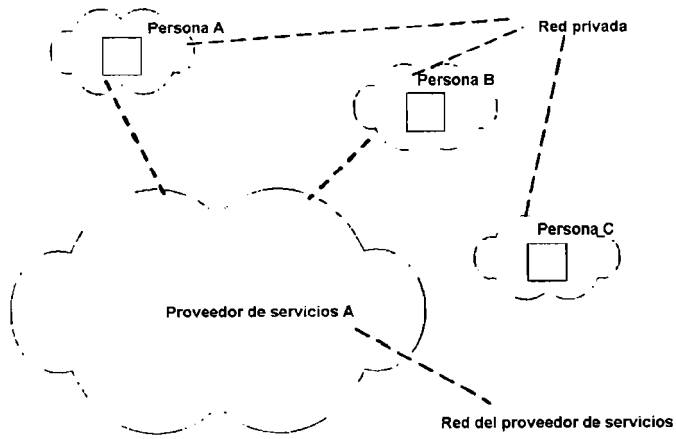 Persona A
Red privada
Persona B
Persona C
Proveedor de servicios A
Red del proveedor de servicios